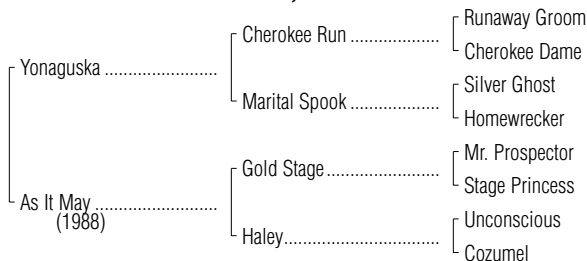 Runaway Groom
Cherokee Run ........................
Cherokee Dame
Yonaguska ................................
Silver Ghost
Marital Spook ........................
Homewrecker
Mr. Prospector
Gold Stage ........................
Stage Princess
As It May ................................
(1988)
Unconscious
Haley ........................
Cozumel